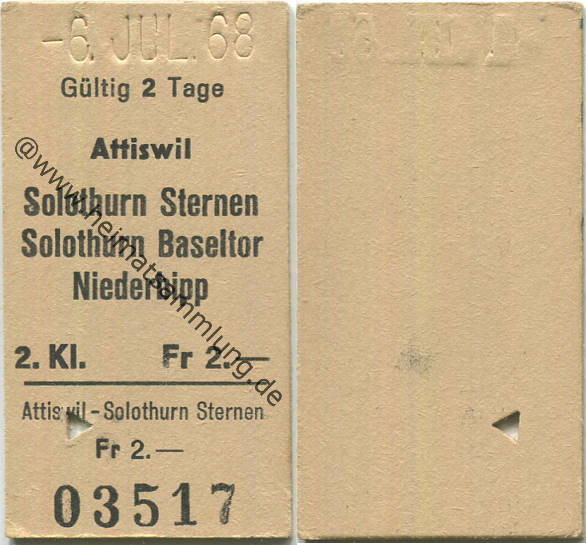 -6. JUL. 68
Gültig 2 Tage
Attiswil
Solothurn Sternen
Solothurn Baseltor
Niederbipp
2. Kl. Fr 2.—
Attiswil-Solothurn Sternen
Fr 2.—
03517
@www.heimatsammlung.de